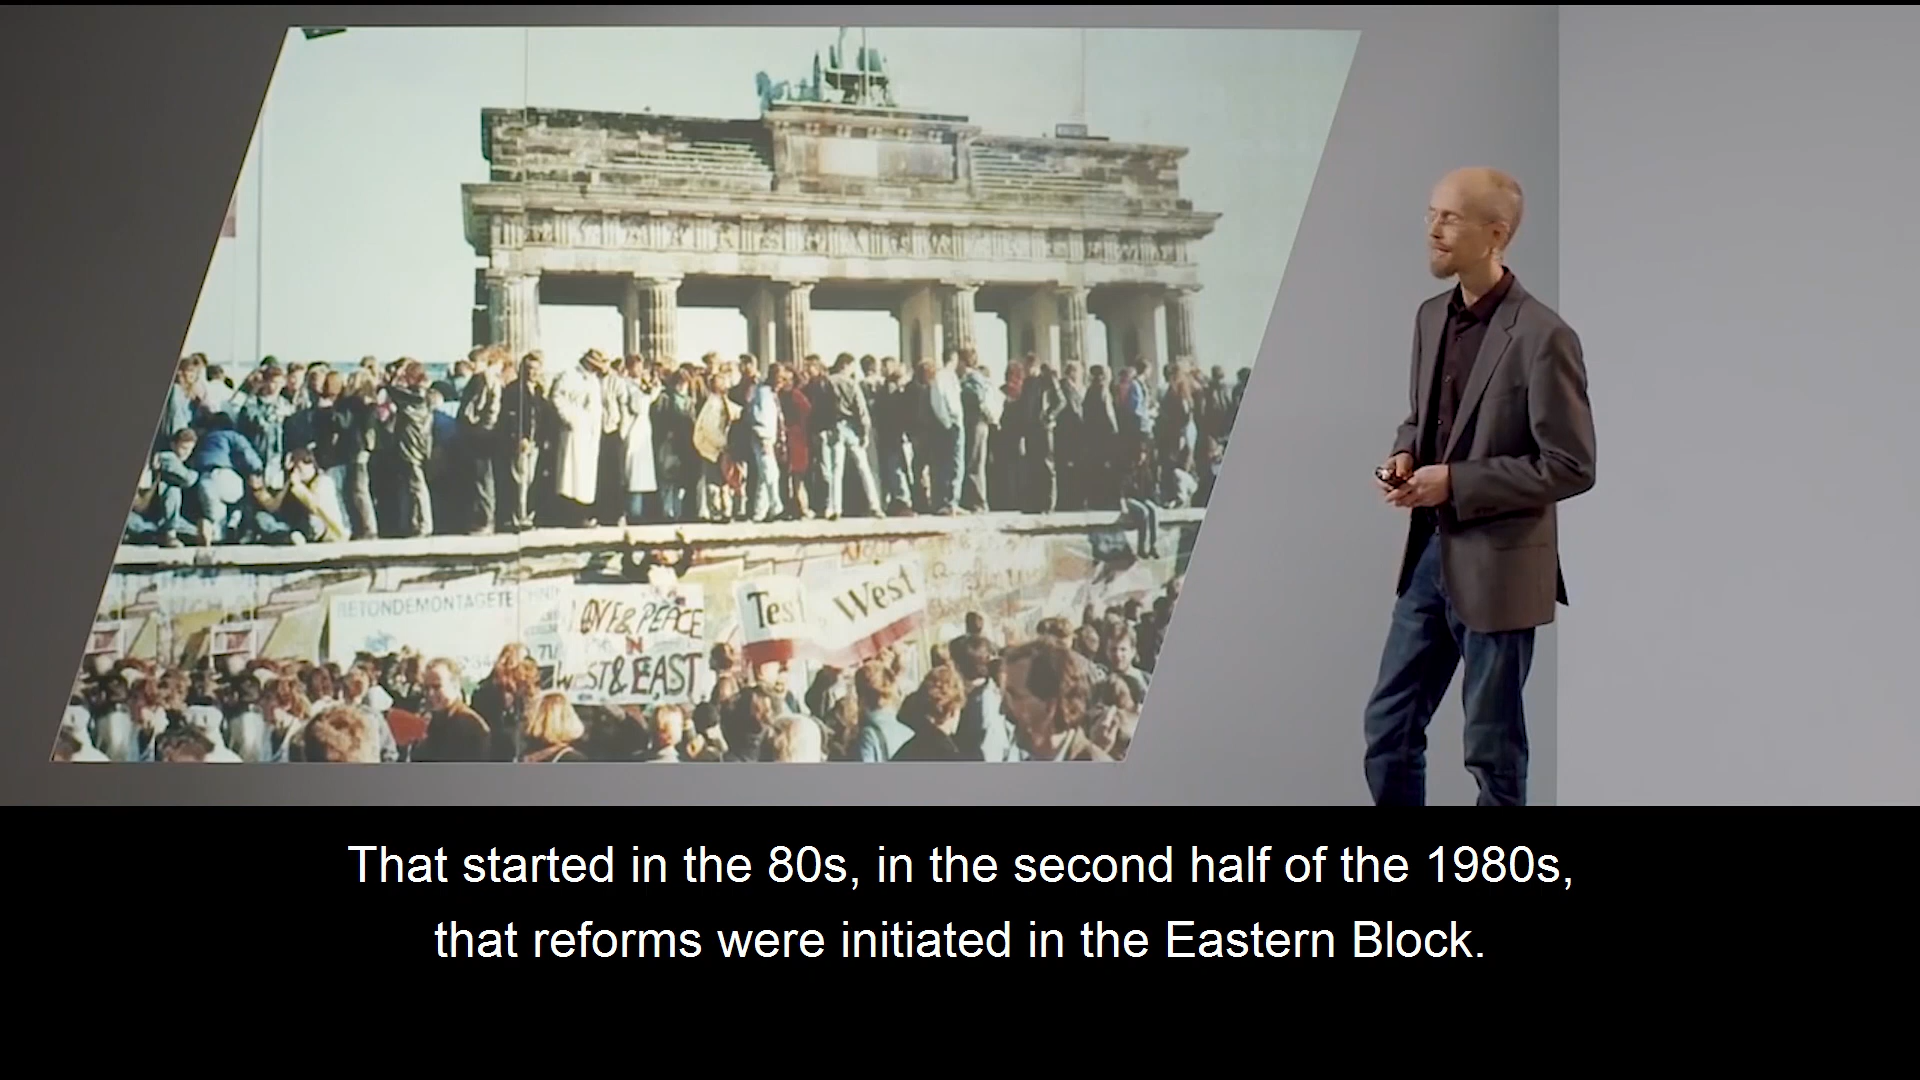 BETONDEMONTAGETE
LOVE & PEACE
IN
WEST & EAST
Test West
That started in the 80s, in the second half of the 1980s,
that reforms were initiated in the Eastern Block.